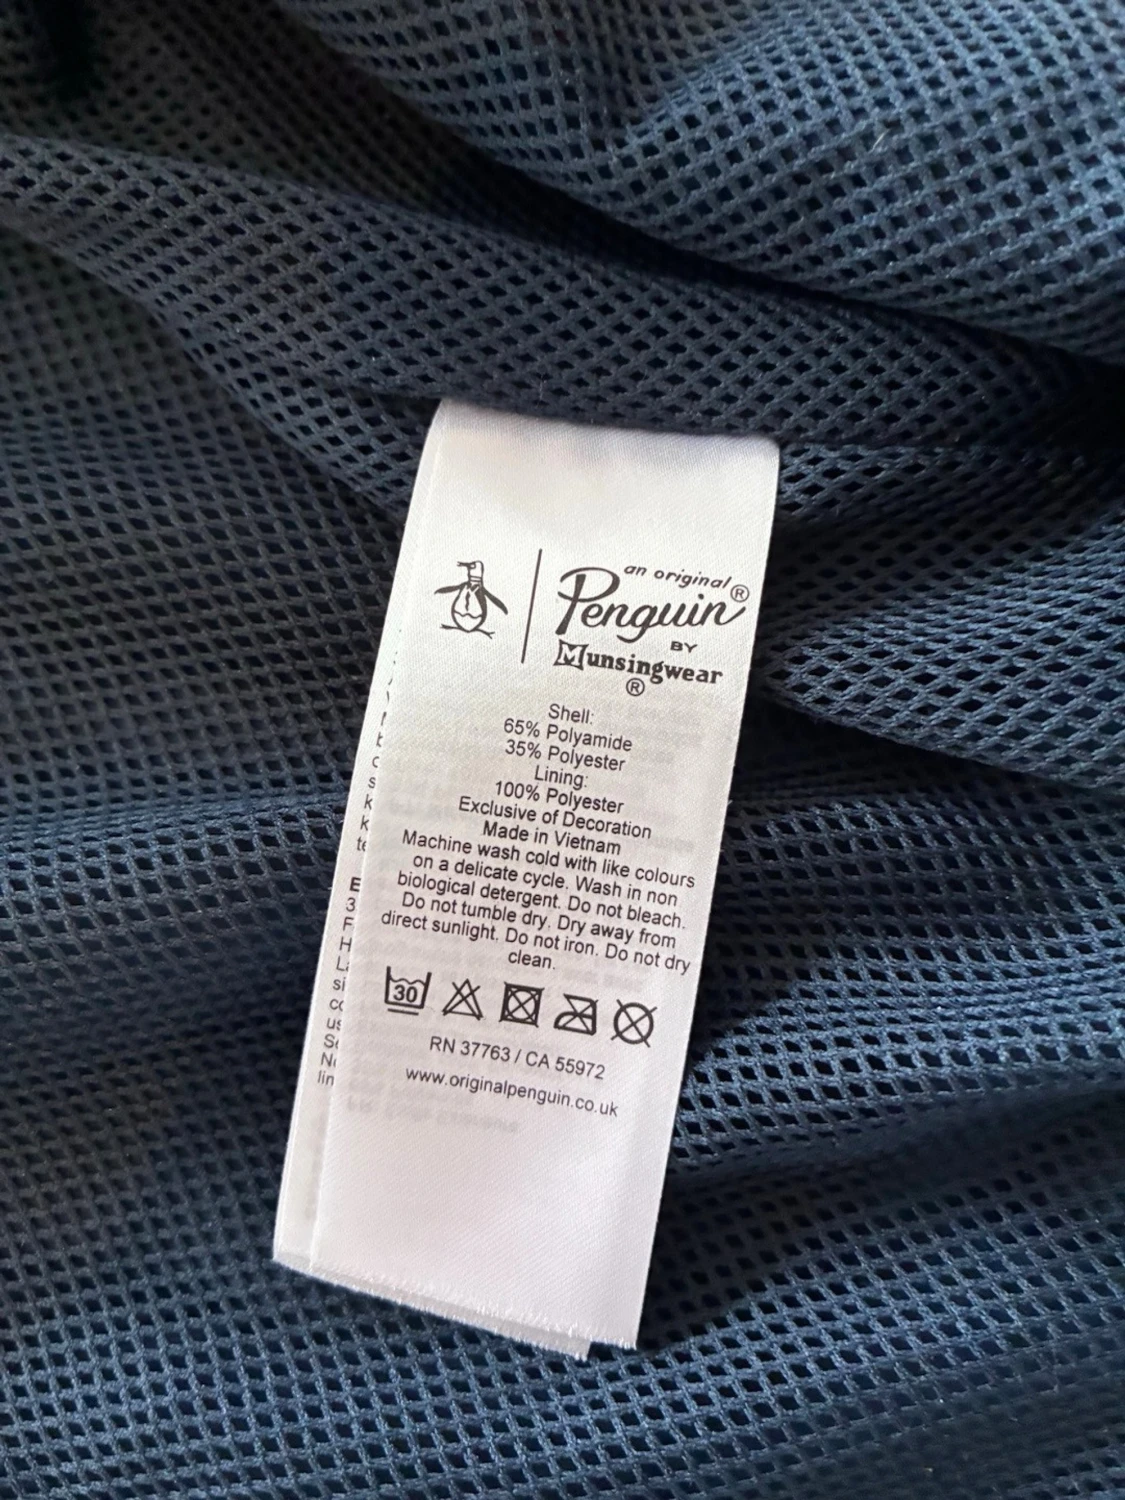 an original®
Penguin
BY
Munsingwear
®
Shell:
65% Polyamide
35% Polyester
Lining:
100% Polyester
Exclusive of Decoration
Made in Vietnam
Machine wash cold with like colours
on a delicate cycle. Wash in non
biological detergent. Do not bleach.
Do not tumble dry. Dry away from
direct sunlight. Do not iron. Do not dry
clean.
30
RN 37763 / CA 55972
www.originalpenguin.co.uk